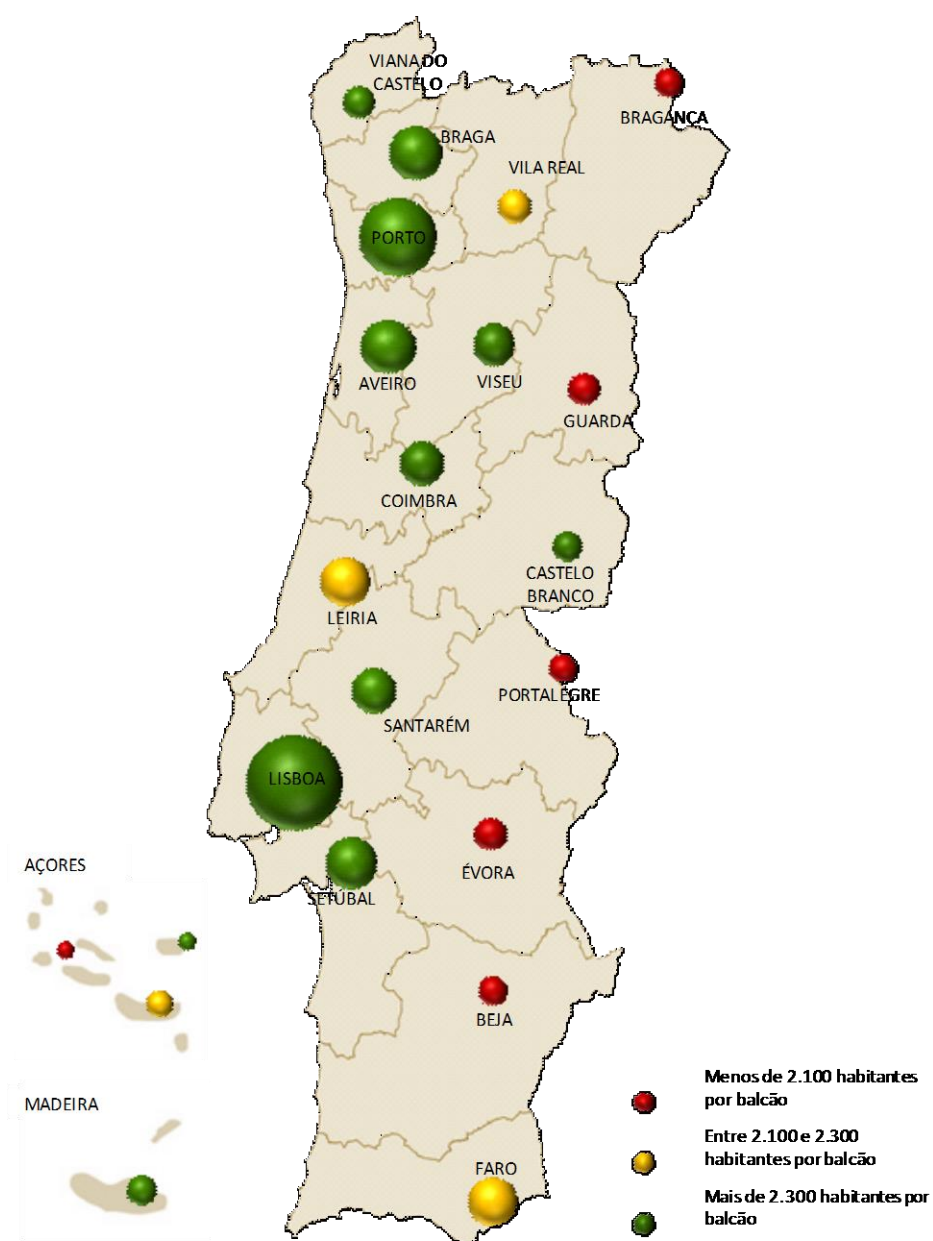 VIANA DO
CASTELO
BRAGANÇA
BRAGA
VILA REAL
PORTO
AVEIRO
VISEU
GUARDA
COIMBRA
CASTELO
BRANCO
LEIRIA
PORTALEGRE
SANTARÉM
LISBOA
AÇORES
ÉVORA
SETÚBAL
BEJA
MADEIRA
Menos de 2.100 habitantes
por balcão
Entre 2.100 e 2.300
habitantes por balcão
FARO
Mais de 2.300 habitantes por
balcão